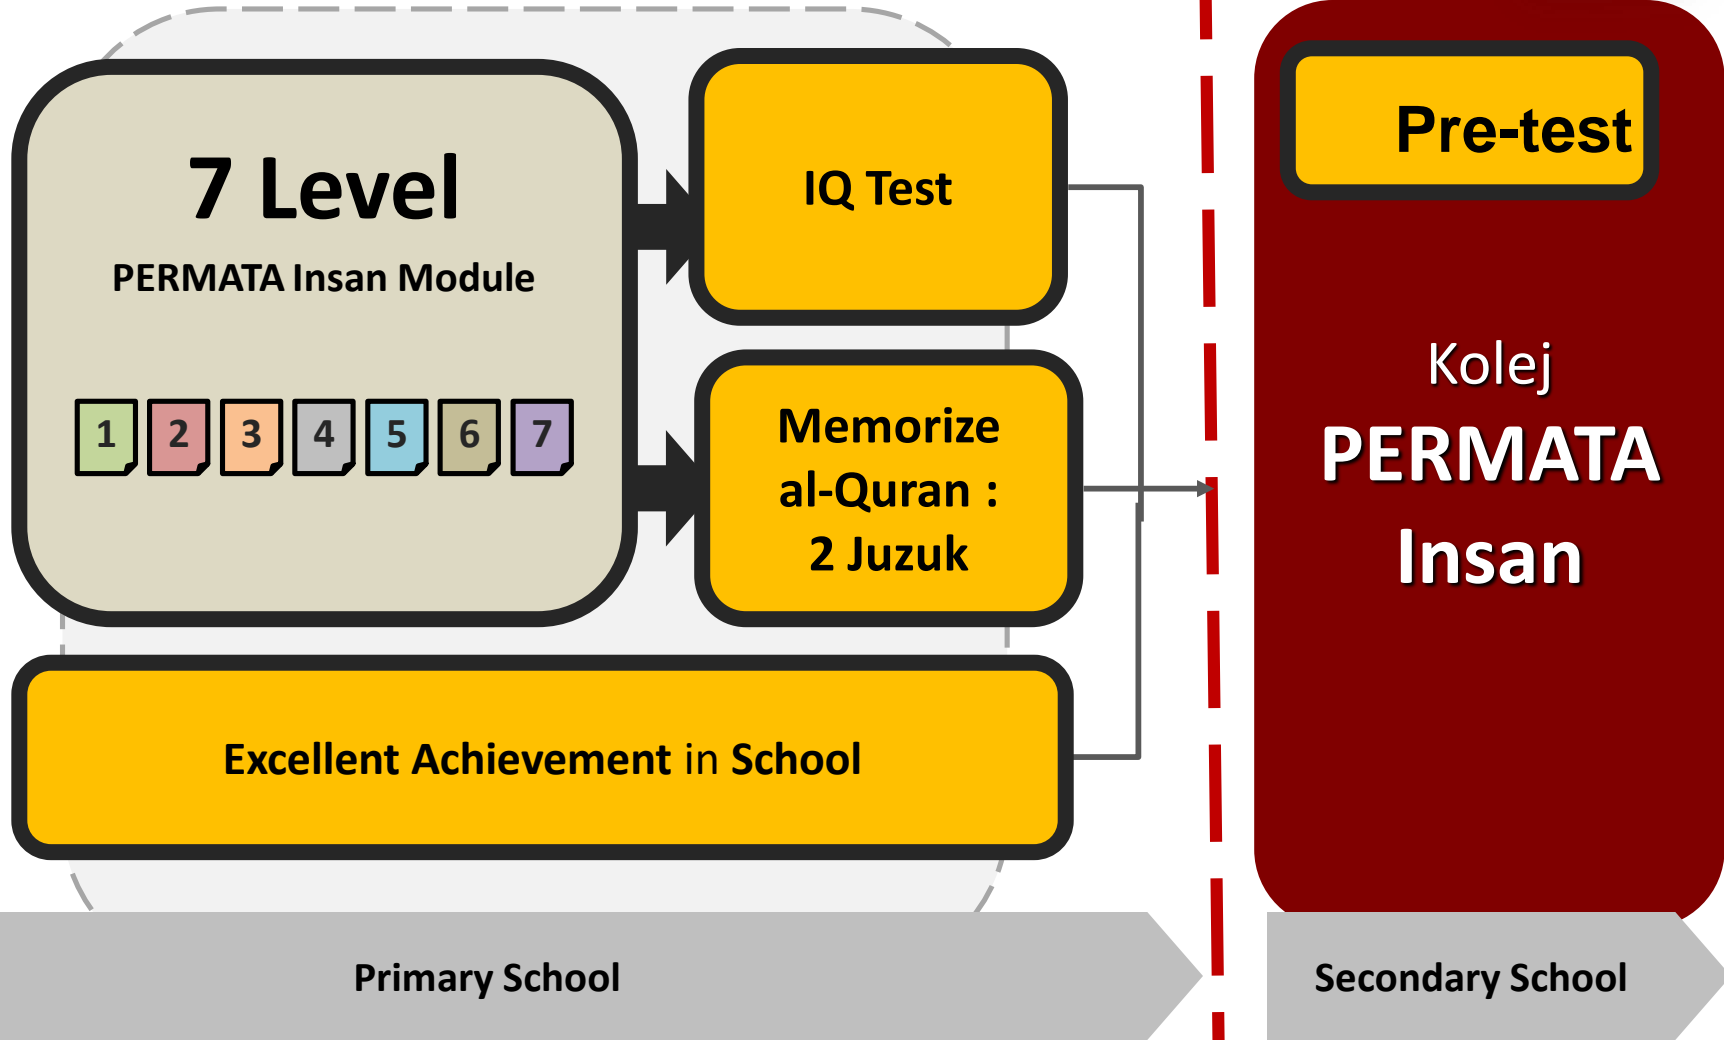 7 Level
PERMATA Insan Module
1 2 3 4 5 6 7
IQ Test
Memorize
al-Quran :
2 Juzuk
Excellent Achievement in School
Primary School
Pre-test
Kolej
PERMATA
Insan
Secondary School